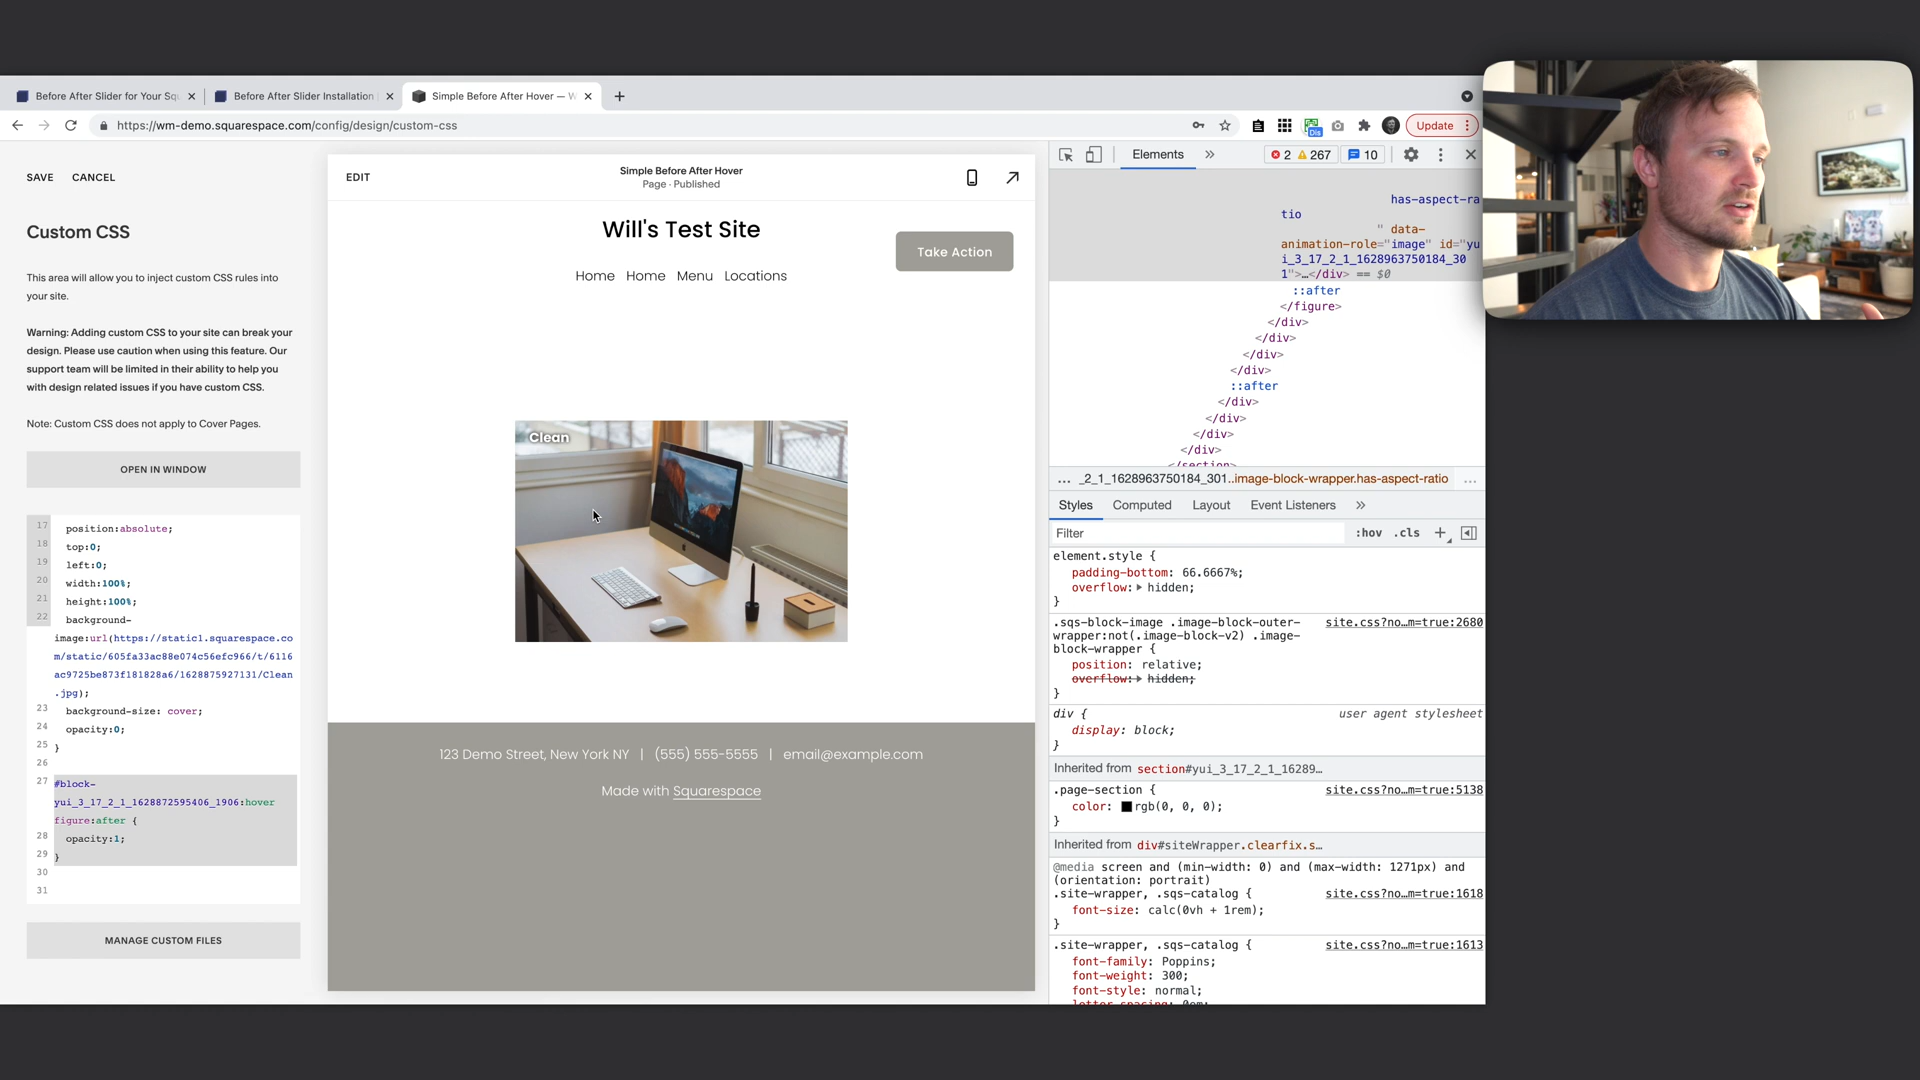 Before After Slider for Your Sq
Before After Slider Installation
Simple Before After Hover — W
https://wm-demo.squarespace.com/config/design/custom-css
Dis
Update
SAVE
CANCEL
Custom CSS
This area will allow you to inject custom CSS rules into
your site.
Warning: Adding custom CSS to your site can break your
design. Please use caution when using this feature. Our
support team will be limited in their ability to help you
with design related issues if you have custom CSS.
Note: Custom CSS does not apply to Cover Pages.
OPEN IN WINDOW
17 position:absolute;
18 top:0;
19 left:0;
20 width:100%;
21 height:100%;
22 background-
image:url(https://static1.squarespace.co
m/static/605fa33ac88e074c56efc966/t/6116
ac9725be873f181828a6/1628875927131/Clean
.jpg);
23 background-size: cover;
24 opacity:0;
25 }
26
27 #block-
yui_3_17_2_1_1628872595406_1906:hover
figure:after {
28 opacity:1;
29 }
30
31
MANAGE CUSTOM FILES
EDIT
Simple Before After Hover
Page · Published
Will's Test Site
Take Action
Home Home Menu Locations
Clean
123 Demo Street, New York NY | (555) 555-5555 | email@example.com
Made with Squarespace
Elements
2 267
10
has-aspect-ra
tio
" data-
animation-role="image" id="yu
i_3_17_2_1_1628963750184_30
1">…</div> == $0
::after
</figure>
</div>
</div>
</div>
</div>
::after
</div>
</div>
</div>
</div>
</section>
… _2_1_1628963750184_301..image-block-wrapper.has-aspect-ratio …
Styles Computed Layout Event Listeners
Filter
:hov .cls +
element.style {
padding-bottom: 66.6667%;
overflow: hidden;
}
.sqs-block-image .image-block-outer- site.css?no…m=true:2680
wrapper:not(.image-block-v2) .image-
block-wrapper {
position: relative;
overflow: hidden;
}
div { user agent stylesheet
display: block;
}
Inherited from section#yui_3_17_2_1_16289…
.page-section { site.css?no…m=true:5138
color: rgb(0, 0, 0);
}
Inherited from div#siteWrapper.clearfix.s…
@media screen and (min-width: 0) and (max-width: 1271px) and
(orientation: portrait)
.site-wrapper, .sqs-catalog { site.css?no…m=true:1618
font-size: calc(0vh + 1rem);
}
.site-wrapper, .sqs-catalog { site.css?no…m=true:1613
font-family: Poppins;
font-weight: 300;
font-style: normal;
letter-spacing: 0em;